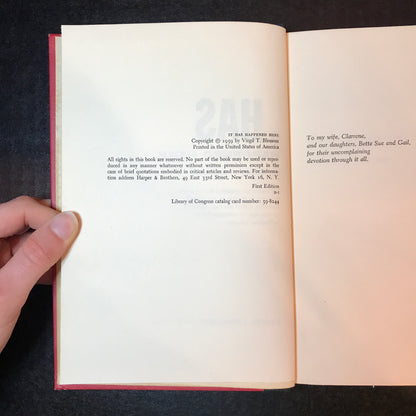 IT HAS HAPPENED HERE
Copyright © 1959 by Virgil T. Blossom
Printed in the United States of America
All rights in this book are reserved. No part of the book may be used or repro-
duced in any manner whatsoever without written permission except in the
case of brief quotations embodied in critical articles and reviews. For informa-
tion address Harper & Brothers, 49 East 33rd Street, New York 16, N. Y.
First Edition
Library of Congress catalog card number: 59-8244
To my wife, Clarrene,
and our daughters, Bette Sue and Gail,
for their uncomplaining
devotion through it all.